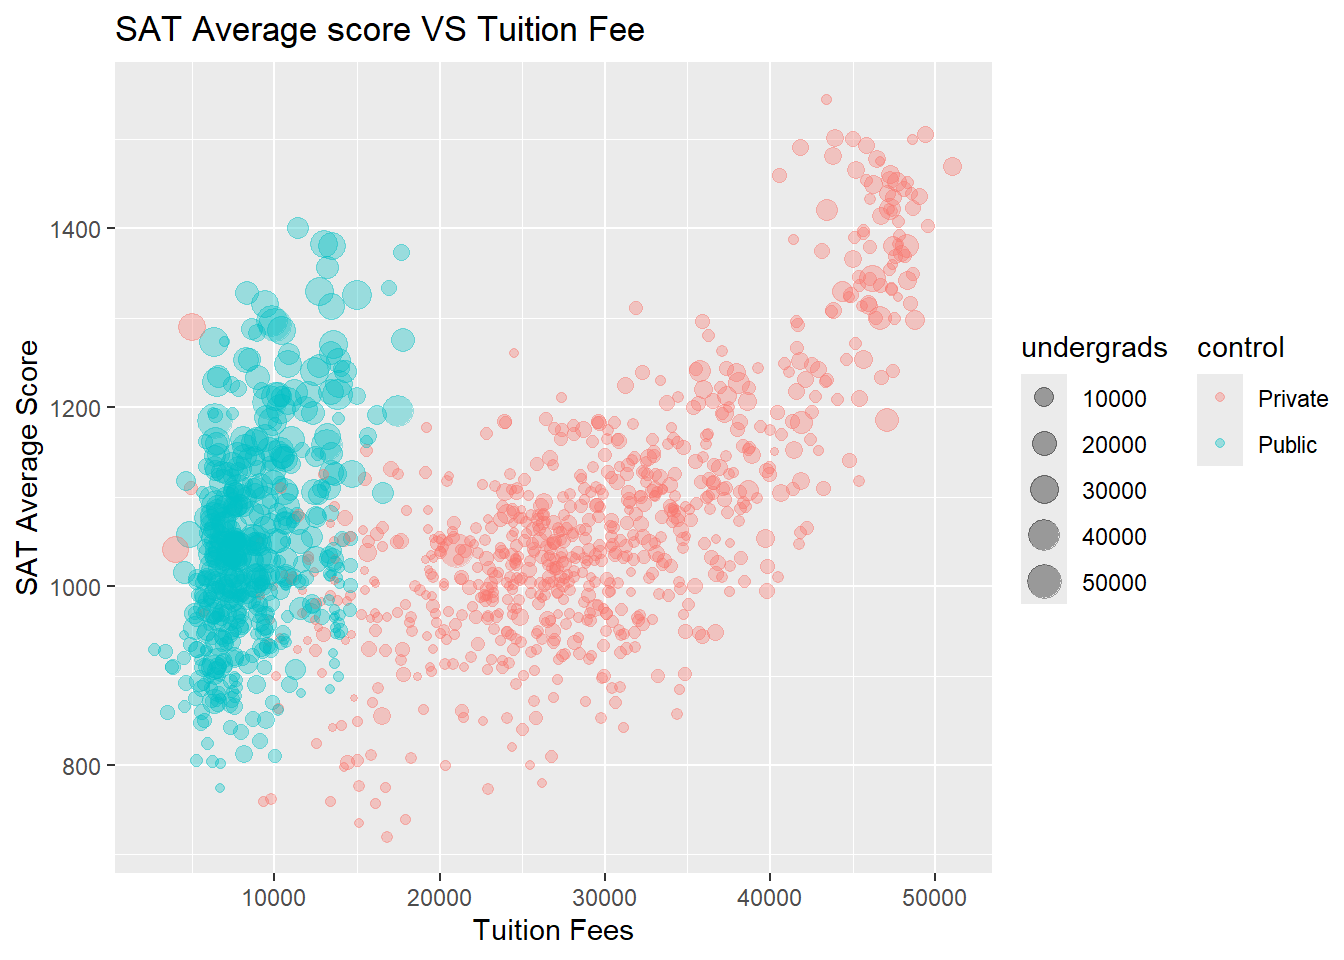 SAT Average score VS Tuition Fee
SAT Average Score
1400
1200
1000
800
10000 20000 30000 40000 50000
Tuition Fees
undergrads
10000
20000
30000
40000
50000
control
Private
Public